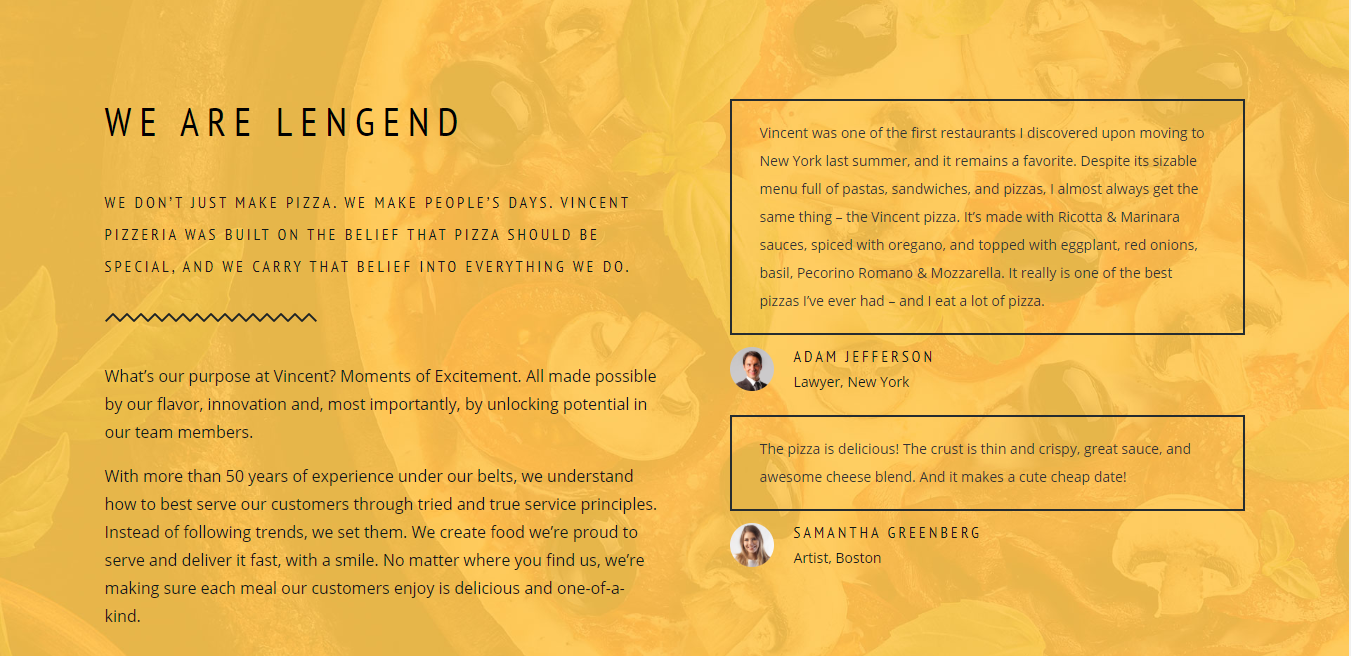 WE ARE LENGEND
WE DON’T JUST MAKE PIZZA. WE MAKE PEOPLE’S DAYS. VINCENT
PIZZERIA WAS BUILT ON THE BELIEF THAT PIZZA SHOULD BE
SPECIAL, AND WE CARRY THAT BELIEF INTO EVERYTHING WE DO.
What’s our purpose at Vincent? Moments of Excitement. All made possible
by our flavor, innovation and, most importantly, by unlocking potential in
our team members.
With more than 50 years of experience under our belts, we understand
how to best serve our customers through tried and true service principles.
Instead of following trends, we set them. We create food we’re proud to
serve and deliver it fast, with a smile. No matter where you find us, we’re
making sure each meal our customers enjoy is delicious and one-of-a-
kind.
Vincent was one of the first restaurants I discovered upon moving to
New York last summer, and it remains a favorite. Despite its sizable
menu full of pastas, sandwiches, and pizzas, I almost always get the
same thing – the Vincent pizza. It’s made with Ricotta & Marinara
sauces, spiced with oregano, and topped with eggplant, red onions,
basil, Pecorino Romano & Mozzarella. It really is one of the best
pizzas I’ve ever had – and I eat a lot of pizza.
ADAM JEFFERSON
Lawyer, New York
The pizza is delicious! The crust is thin and crispy, great sauce, and
awesome cheese blend. And it makes a cute cheap date!
SAMANTHA GREENBERG
Artist, Boston